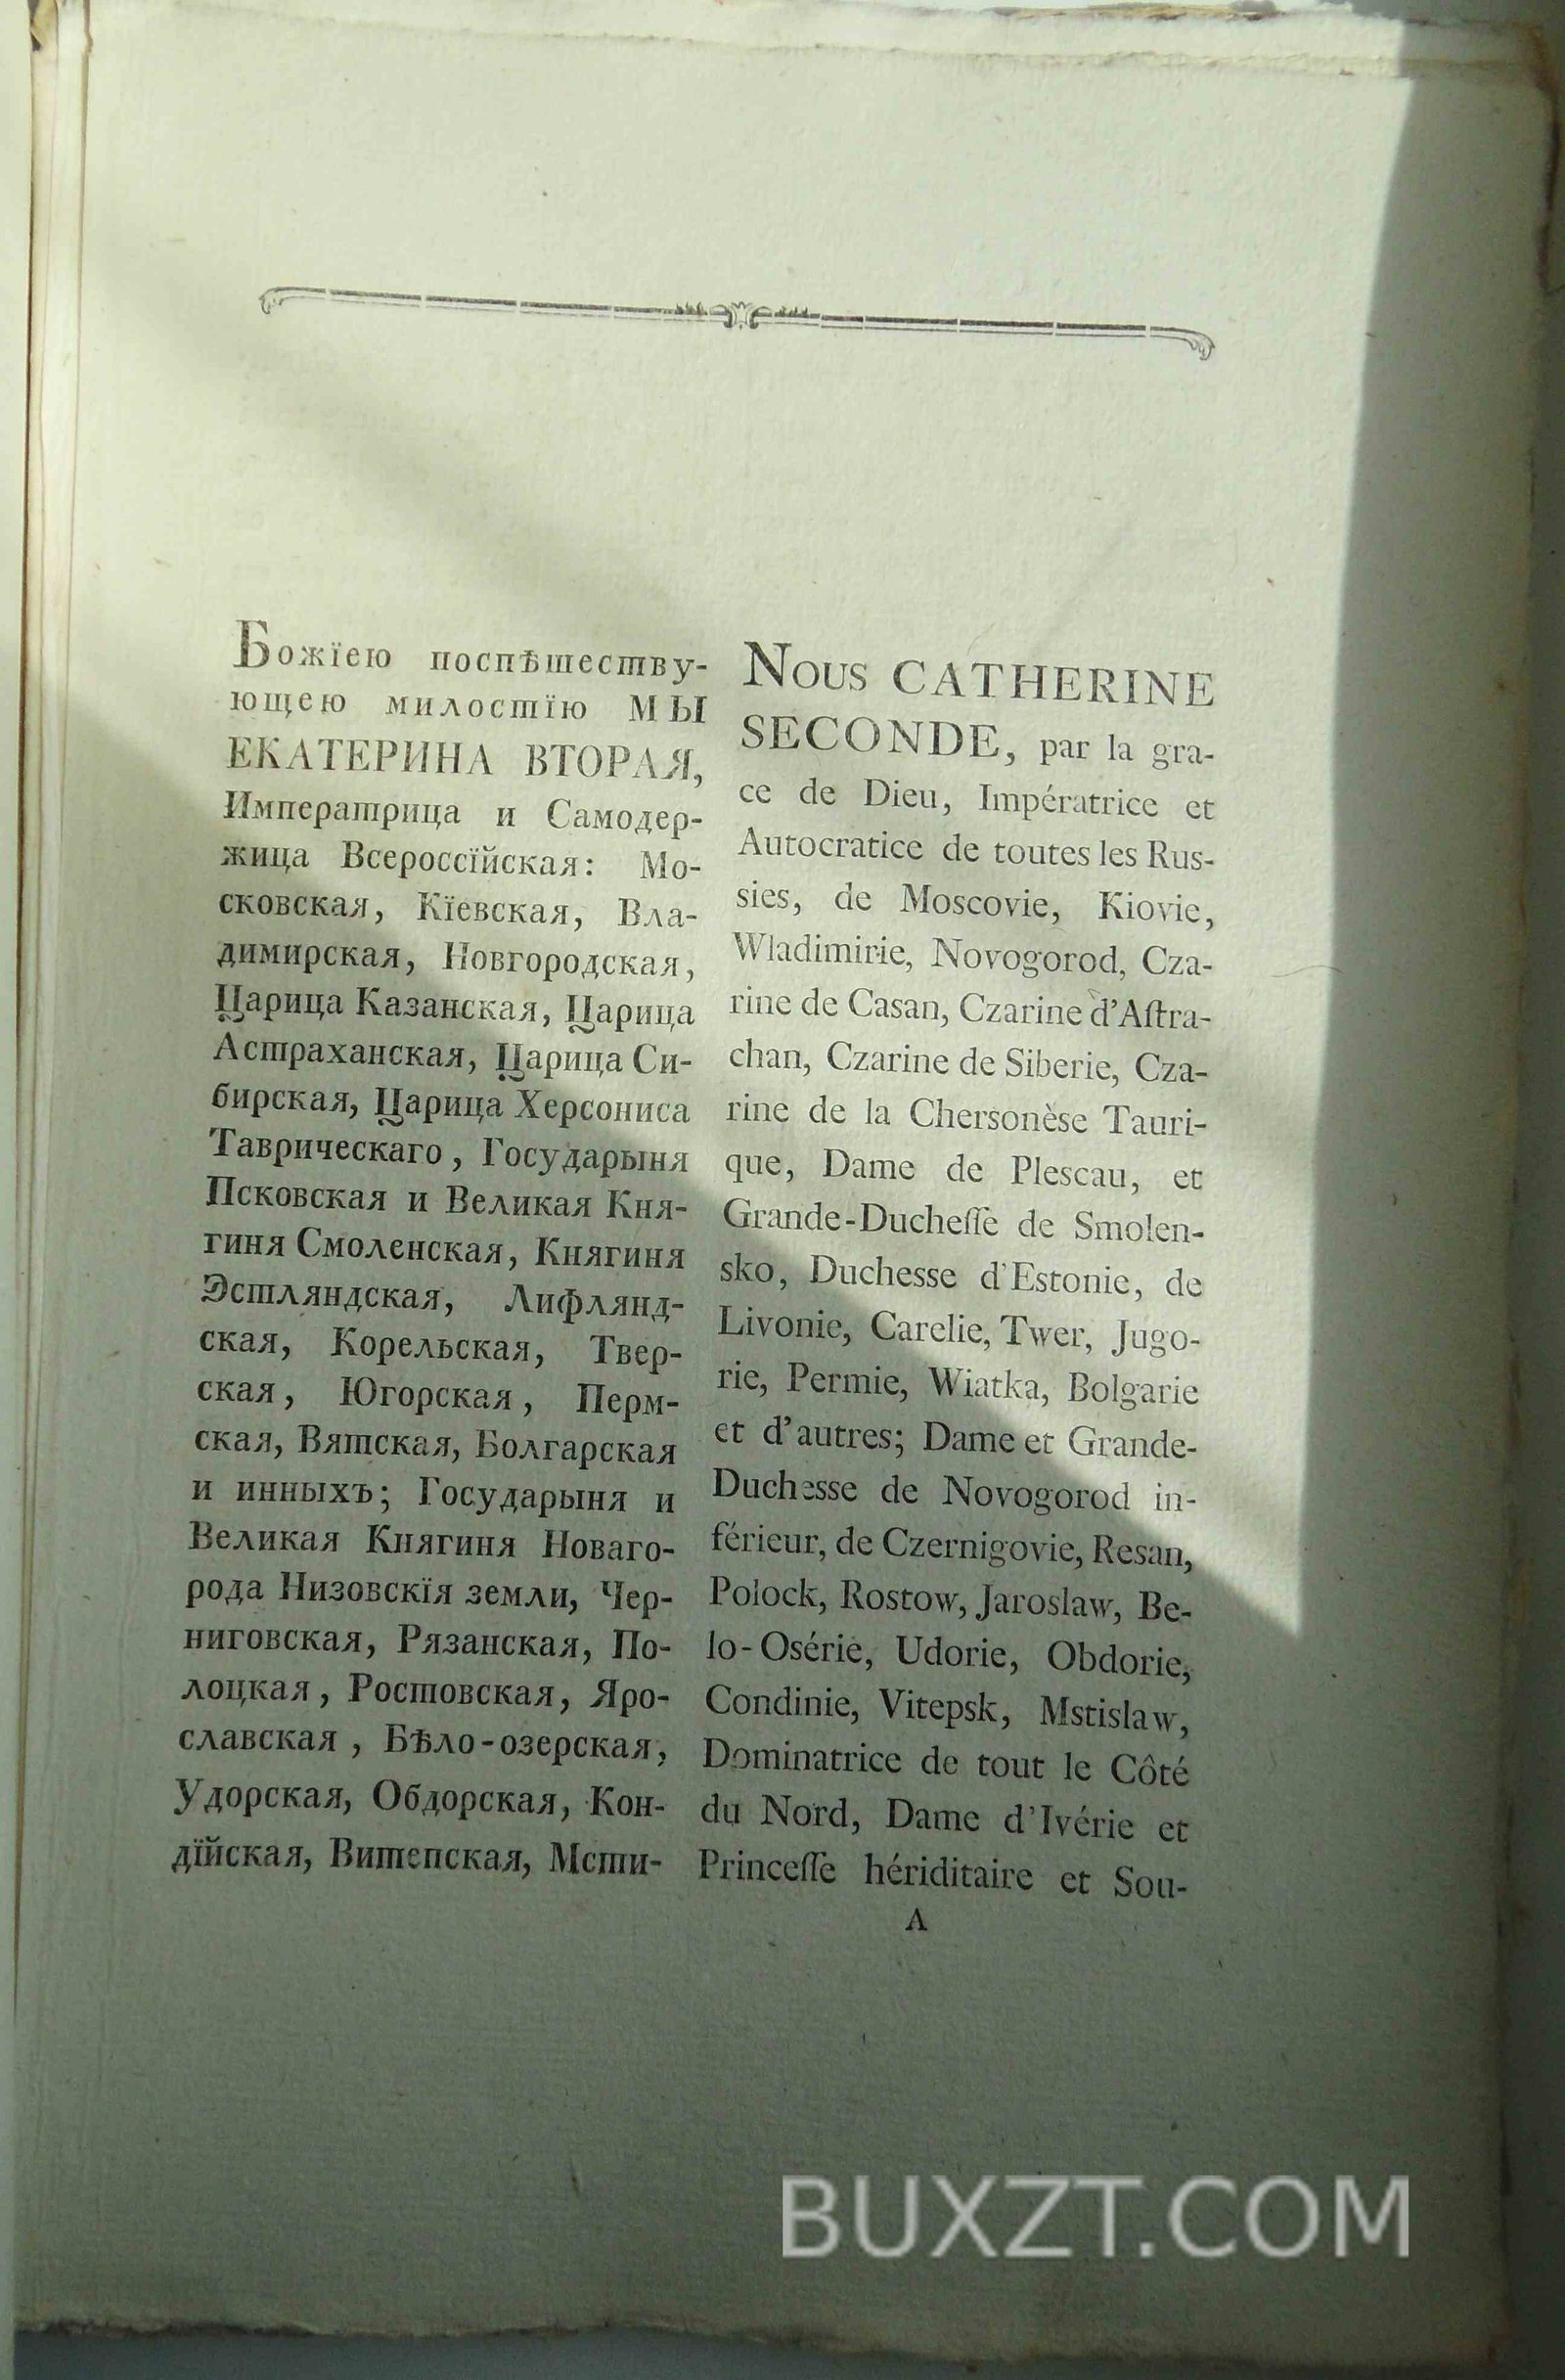 Божїею поспѣшеству-
ющею милостїю МЫ
ЕКАТЕРИНА ВТОРАЯ,
Императрица и Самодер-
жица Всероссїйская: Мо-
сковская, Кїевская, Вла-
димирская, Новгородская,
Царица Казанская, Царица
Астраханская, Царица Си-
бирская, Царица Херсониса
Таврическаго, Государыня
Псковская и Великая Кня-
гиня Смоленская, Княгиня
Эстляндская, Лифлянд-
ская, Корельская, Твер-
ская, Югорская, Перм-
ская, Вятская, Болгарская
и инныхъ; Государыня и
Великая Княгиня Новаго-
рода Низовскїя земли, Чер-
ниговская, Рязанская, По-
лоцкая, Ростовская, Яро-
славская, Бѣло-озерская,
Удорская, Обдорская, Кон-
дїйская, Витепская, Мсти-
Nous CATHERINE
SECONDE, par la gra-
ce de Dieu, Impératrice et
Autocratice de toutes les Rus-
sies, de Moscovie, Kiovie,
Wladimirie, Novogorod, Cza-
rine de Casan, Czarine d'Aſtra-
chan, Czarine de Siberie, Cza-
rine de la Chersonèse Tauri-
que, Dame de Plescau, et
Grande-Ducheſſe de Smolen-
sko, Duchesse d'Estonie, de
Livonie, Carelie, Twer, Jugo-
rie, Permie, Wiatka, Bolgarie
et d'autres; Dame et Grande-
Duchesse de Novogorod in-
férieur, de Czernigovie, Resan,
Polock, Rostow, Jaroslaw, Be-
lo-Osérie, Udorie, Obdorie,
Condinie, Vitepsk, Mstislaw,
Dominatrice de tout le Côté
du Nord, Dame d'Ivérie et
Princeſſe hériditaire et Sou-
A
BUXZT.COM